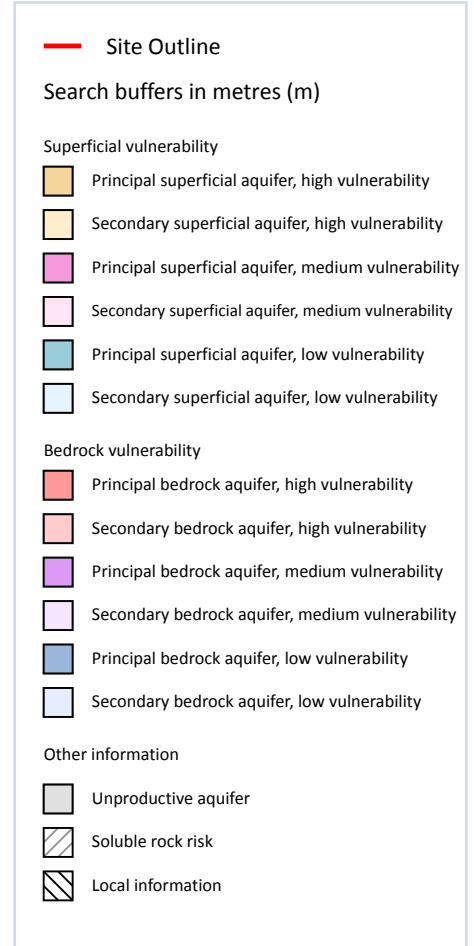 Site Outline
Search buffers in metres (m)
Superficial vulnerability
Principal superficial aquifer, high vulnerability
Secondary superficial aquifer, high vulnerability
Principal superficial aquifer, medium vulnerability
Secondary superficial aquifer, medium vulnerability
Principal superficial aquifer, low vulnerability
Secondary superficial aquifer, low vulnerability
Bedrock vulnerability
Principal bedrock aquifer, high vulnerability
Secondary bedrock aquifer, high vulnerability
Principal bedrock aquifer, medium vulnerability
Secondary bedrock aquifer, medium vulnerability
Principal bedrock aquifer, low vulnerability
Secondary bedrock aquifer, low vulnerability
Other information
Unproductive aquifer
Soluble rock risk
Local information